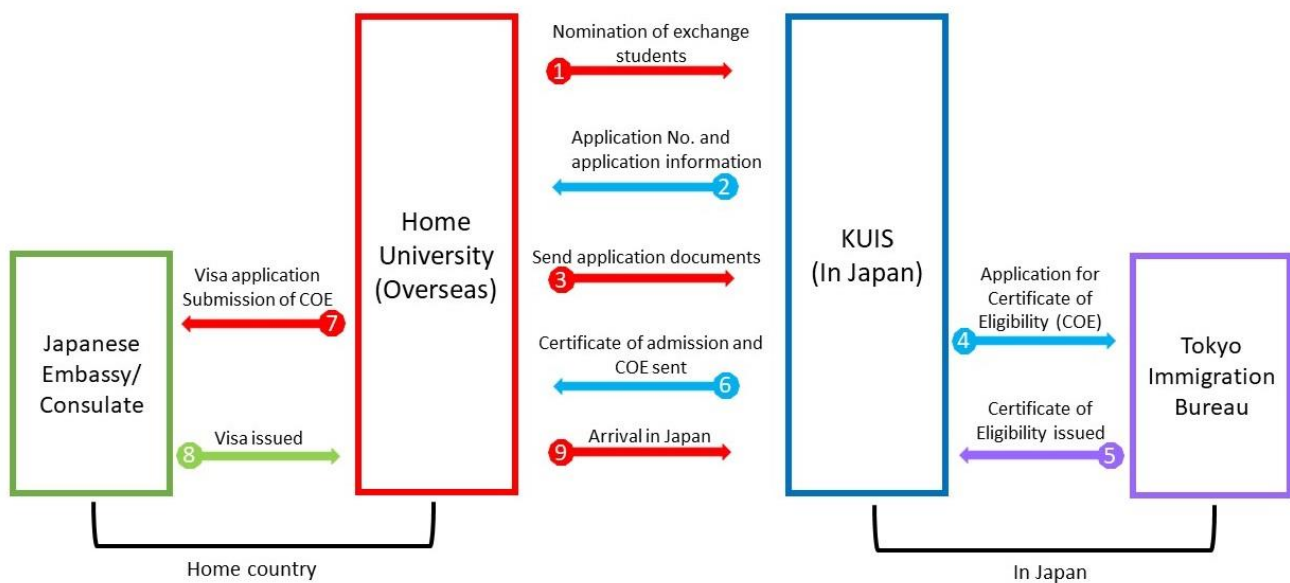 Nomination of exchange
students
1
Application No. and
application information
2
Home
University
(Overseas)
KUIS
(In Japan)
Send application documents
3
Visa application
Submission of COE
7
Application for
Certificate of
Eligibility (COE)
4
Japanese
Embassy/
Consulate
Certificate of admission and
COE sent
6
Tokyo
Immigration
Bureau
Visa issued
8
Arrival in Japan
9
Certificate of
Eligibility issued
5
Home country
In Japan